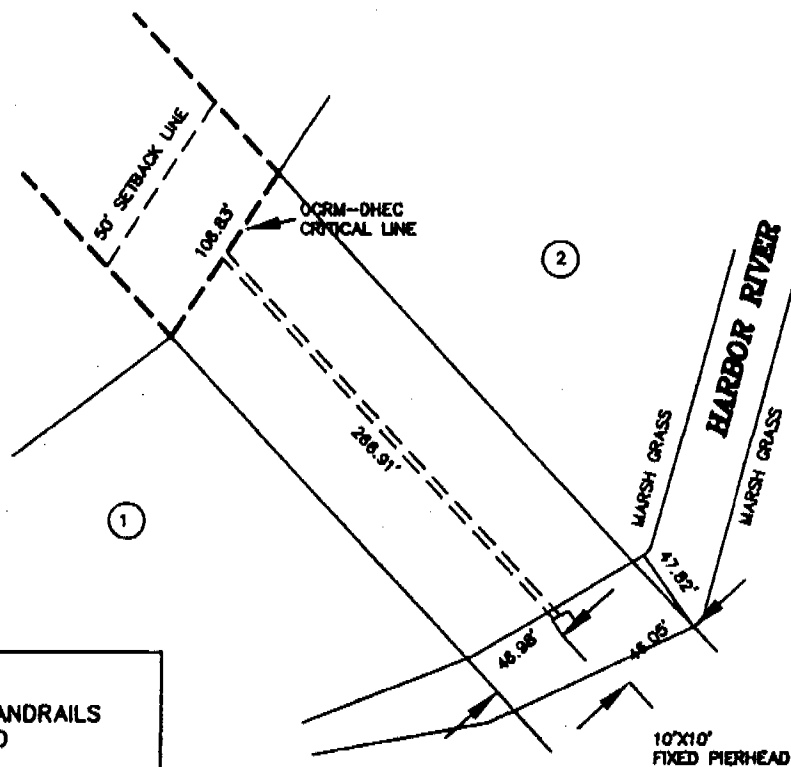 50' SETBACK LINE
108.83'
OCRM-DHEC
CRITICAL LINE
2
HARBOR RIVER
MARSH GRASS
MARSH GRASS
266.91'
1
47.82'
46.98'
46.05'
ANDRAILS
D
10'X10'
FIXED PIERHEAD